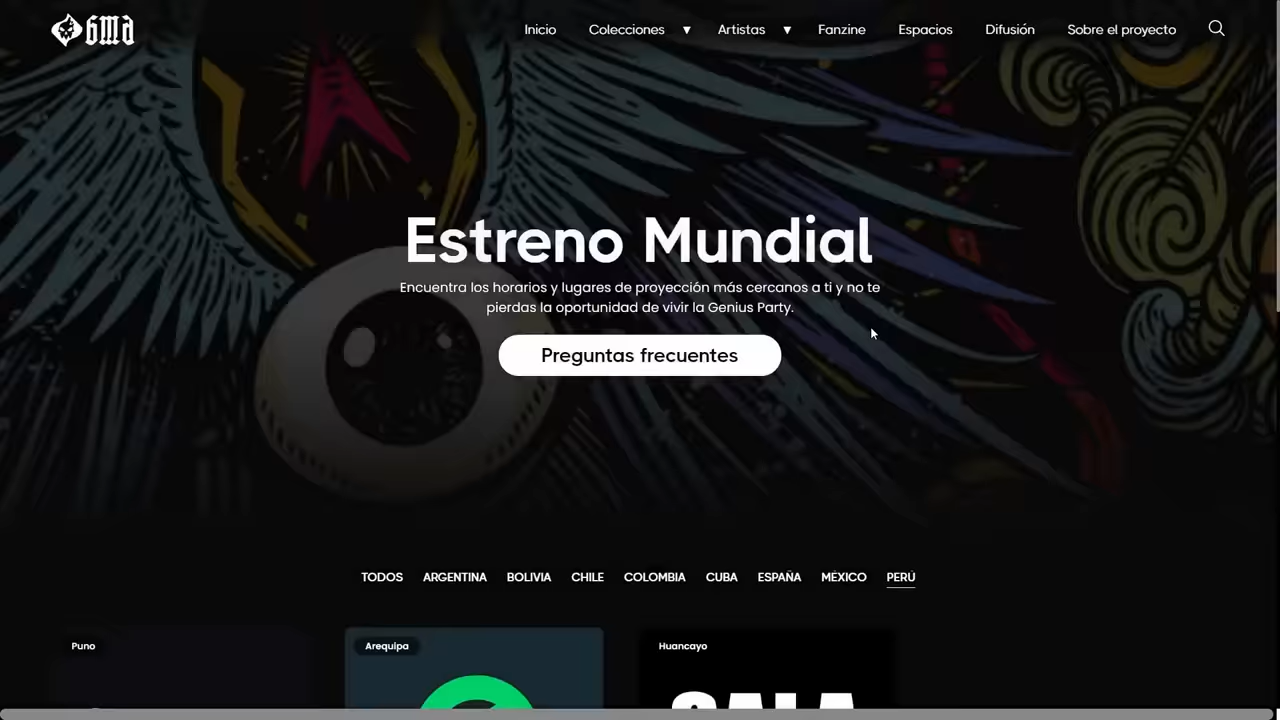 6MA
Inicio
Colecciones ▼
Artistas ▼
Fanzine
Espacios
Difusión
Sobre el proyecto
Estreno Mundial
Encuentra los horarios y lugares de proyección más cercanos a ti y no te
pierdas la oportunidad de vivir la Genius Party.
Preguntas frecuentes
TODOS
ARGENTINA
BOLIVIA
CHILE
COLOMBIA
CUBA
ESPAÑA
MÉXICO
PERÚ
Puno
Arequipa
Huancayo